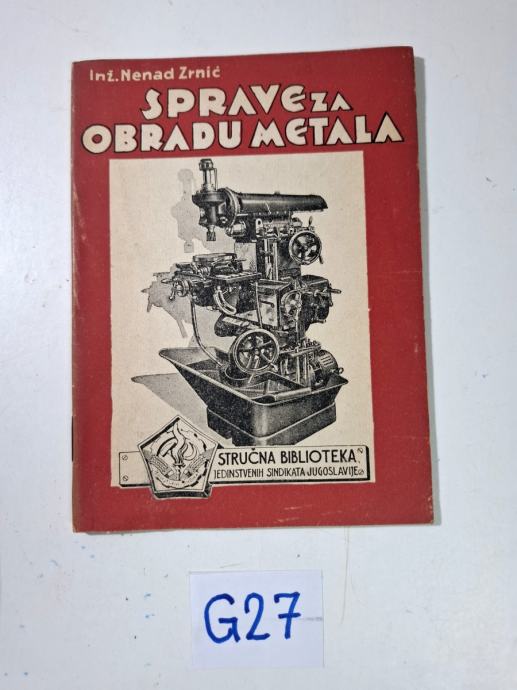 Inž. Nenad Zrnić
SPRAVE ZA
OBRADU METALA
STRUČNA BIBLIOTEKA
JEDINSTVENIH SINDIKATA JUGOSLAVIJE
G27